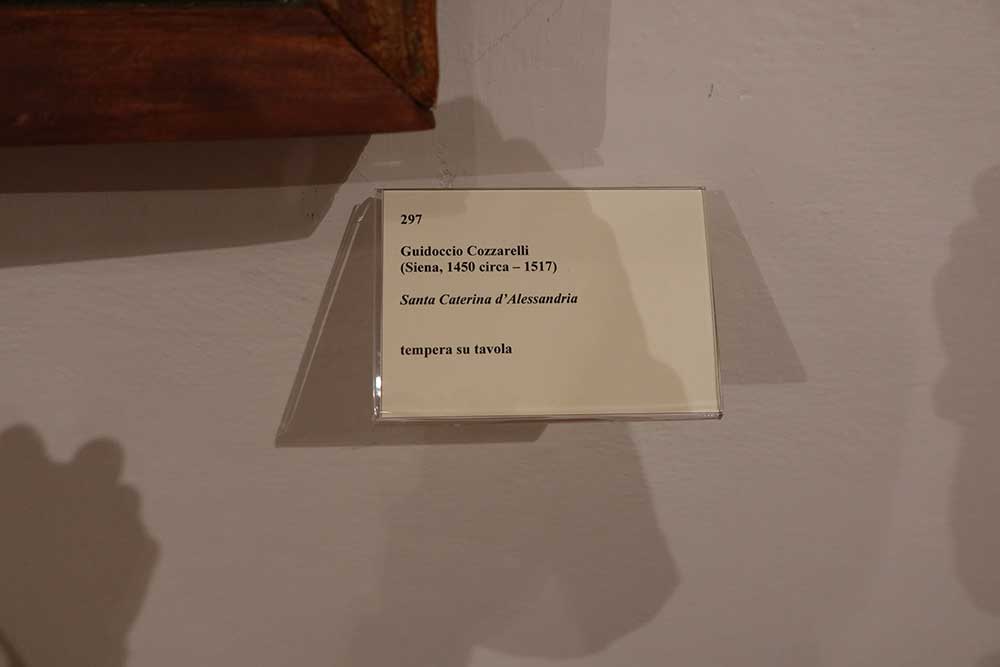 297
Guidoccio Cozzarelli
(Siena, 1450 circa – 1517)
Santa Caterina d’Alessandria
tempera su tavola